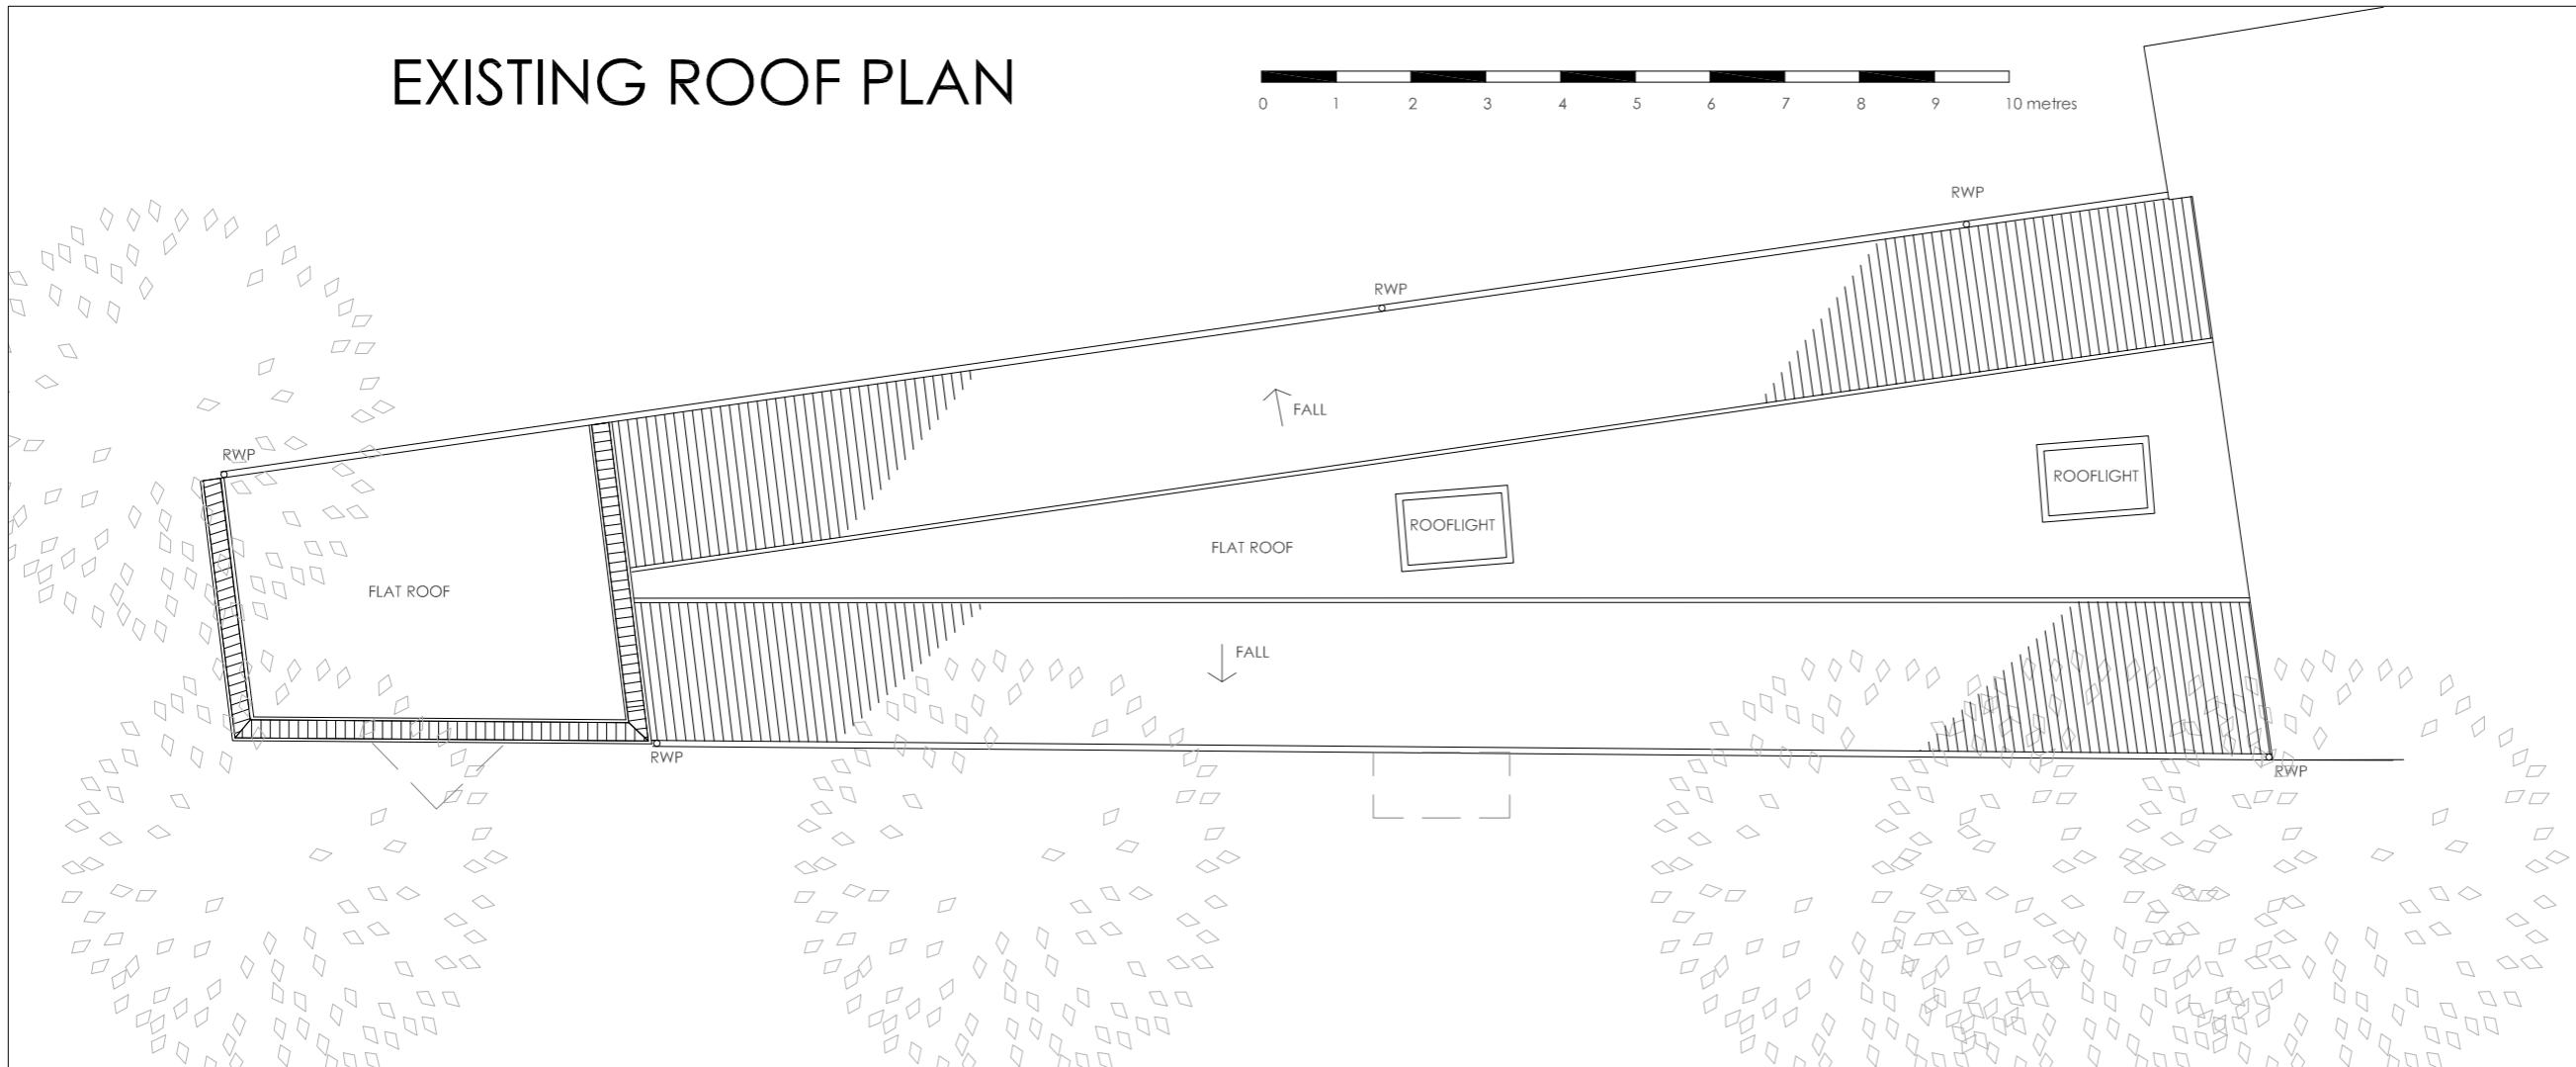 EXISTING ROOF PLAN
0 1 2 3 4 5 6 7 8 9 10 metres
RWP
RWP
FALL
RWP
ROOFLIGHT
ROOFLIGHT
FLAT ROOF
FLAT ROOF
FALL
RWP
RWP